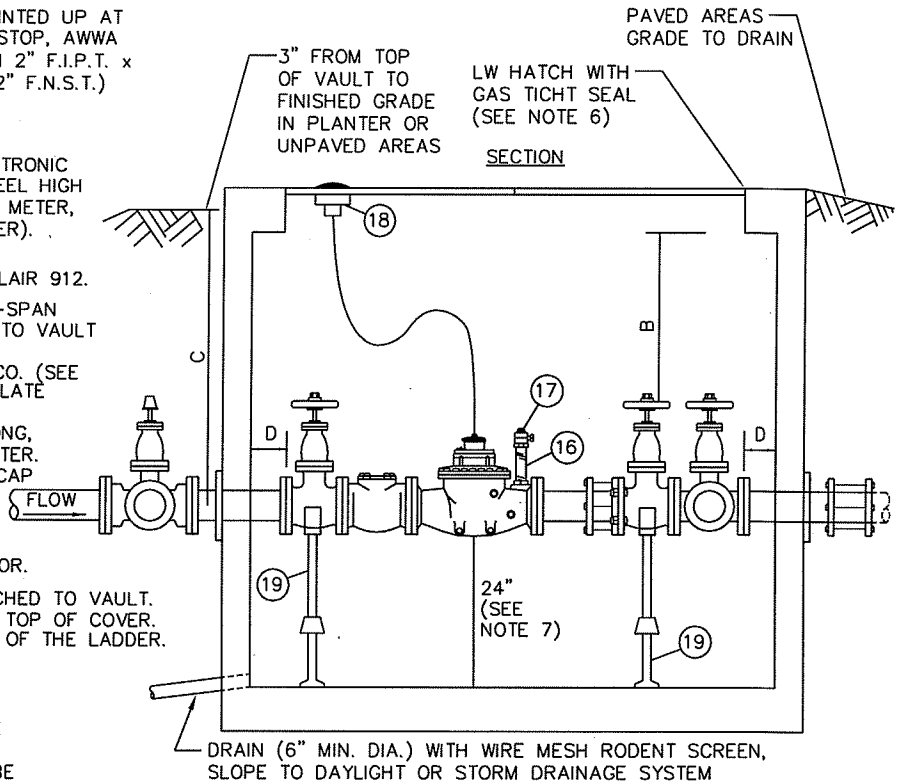 INTED UP AT
STOP, AWWA
2" F.I.P.T. x
2" F.N.S.T.)
TRONIC
EEL HIGH
METER,
ER).
LAIR 912.
-SPAN
TO VAULT
CO. (SEE
LATE
ONG,
TER.
CAP
FLOW
OR.
CHED TO VAULT.
TOP OF COVER.
OF THE LADDER.
BE
3" FROM TOP
OF VAULT TO
FINISHED GRADE
IN PLANTER OR
UNPAVED AREAS
LW HATCH WITH
GAS TICHT SEAL
(SEE NOTE 6)
SECTION
PAVED AREAS
GRADE TO DRAIN
18
C
B
D
17
16
D
19
24"
(SEE
NOTE 7)
19
DRAIN (6" MIN. DIA.) WITH WIRE MESH RODENT SCREEN,
SLOPE TO DAYLIGHT OR STORM DRAINAGE SYSTEM